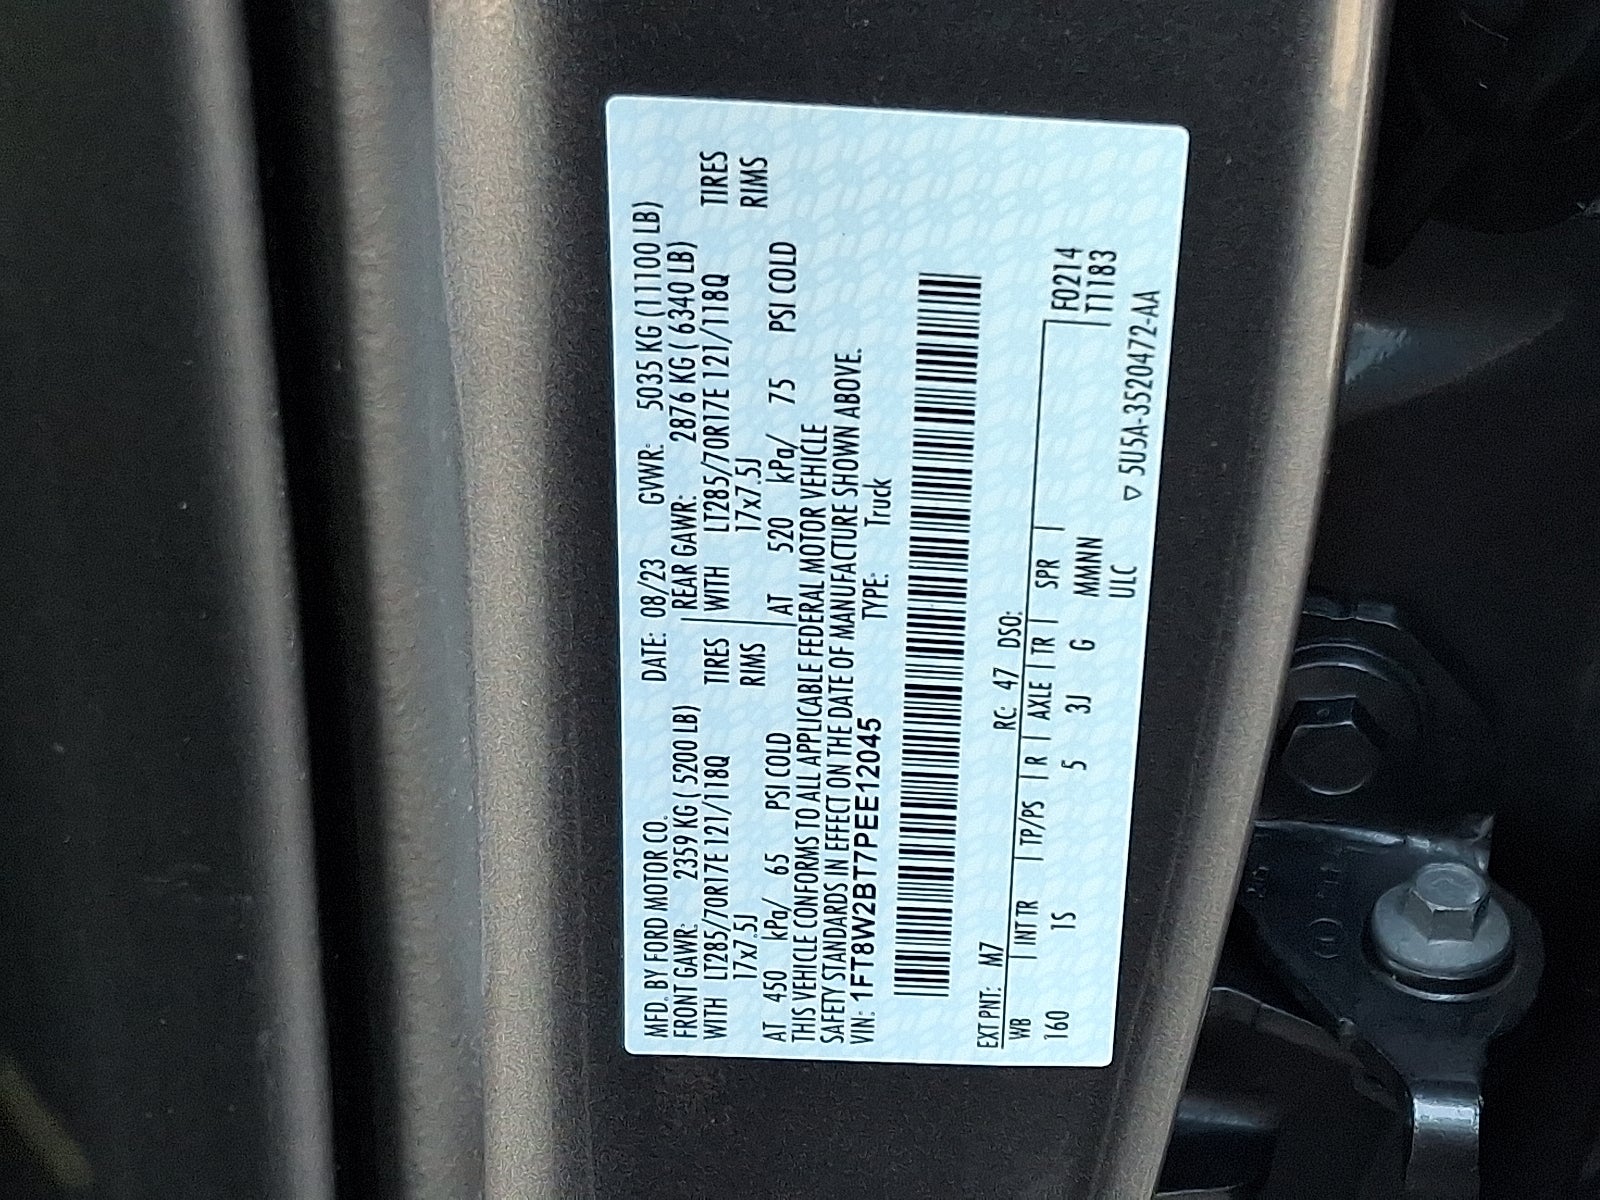 MFD. BY FORD MOTOR CO. DATE: 08/23 GVWR: 5035 KG (11100 LB)
FRONT GAWR: 2359 KG ( 5200 LB) REAR GAWR: 2876 KG ( 6340 LB)
WITH LT285/70R17E 121/118Q TIRES WITH LT285/70R17E 121/118Q TIRES
17x7.5J RIMS 17x7.5J RIMS
AT 450 kPa/ 65 PSI COLD AT 520 kPa/ 75 PSI COLD
THIS VEHICLE CONFORMS TO ALL APPLICABLE FEDERAL MOTOR VEHICLE
SAFETY STANDARDS IN EFFECT ON THE DATE OF MANUFACTURE SHOWN ABOVE.
VIN: 1FT8W2BT7PEE12045 TYPE: Truck
EXT PNT: M7 RC: 47 DSO:
WB INT TR TP/PS R AXLE TR SPR F0214
160 1S 5 3J G MMNN T1183
ULC ▽ 5U5A-3520472-AA